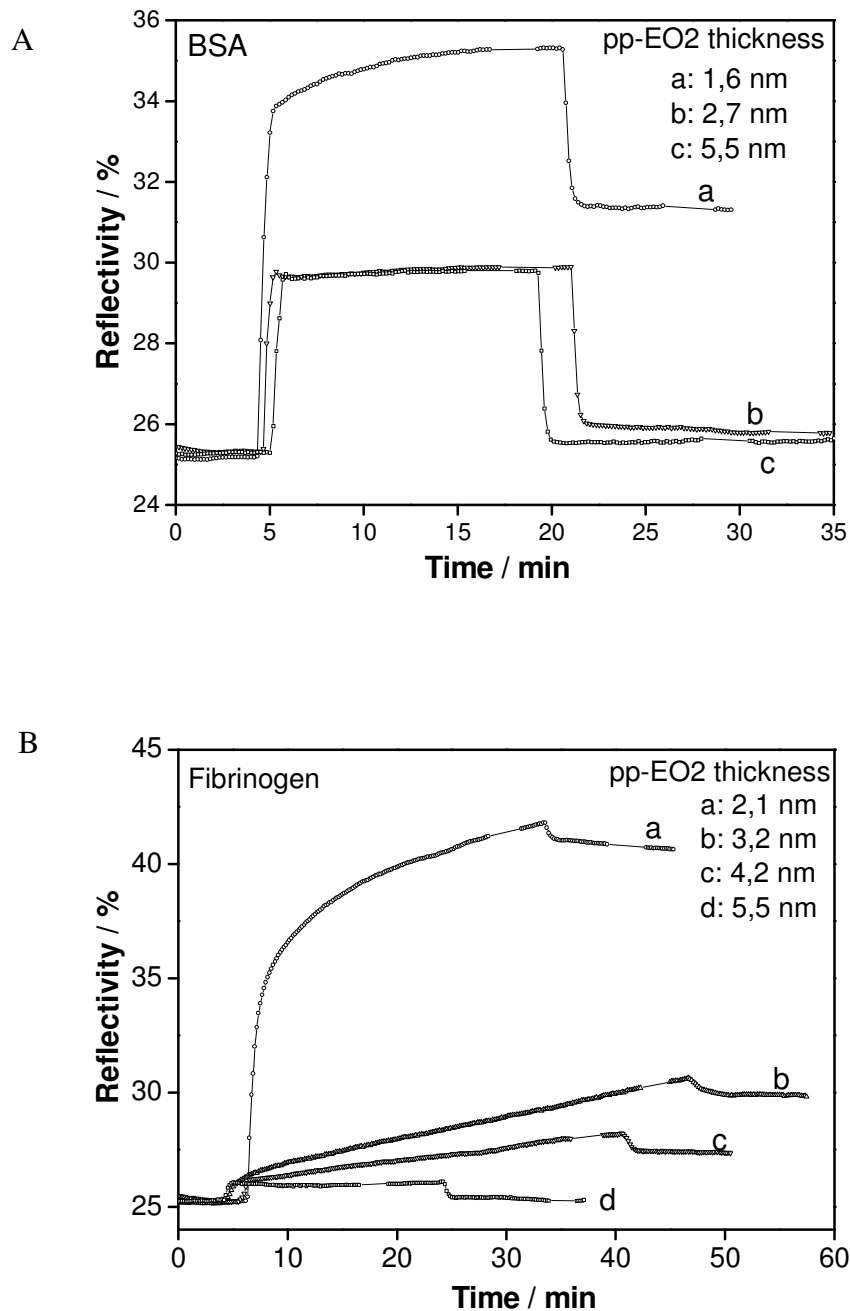 A
BSA
pp-EO2 thickness
a: 1,6 nm
b: 2,7 nm
c: 5,5 nm
36
34
32
30
28
26
24
Reflectivity / %
a
b
c
0 5 10 15 20 25 30 35
Time / min
B
Fibrinogen
pp-EO2 thickness
a: 2,1 nm
b: 3,2 nm
c: 4,2 nm
d: 5,5 nm
45
40
35
30
25
Reflectivity / %
a
b
c
d
0 10 20 30 40 50 60
Time / min